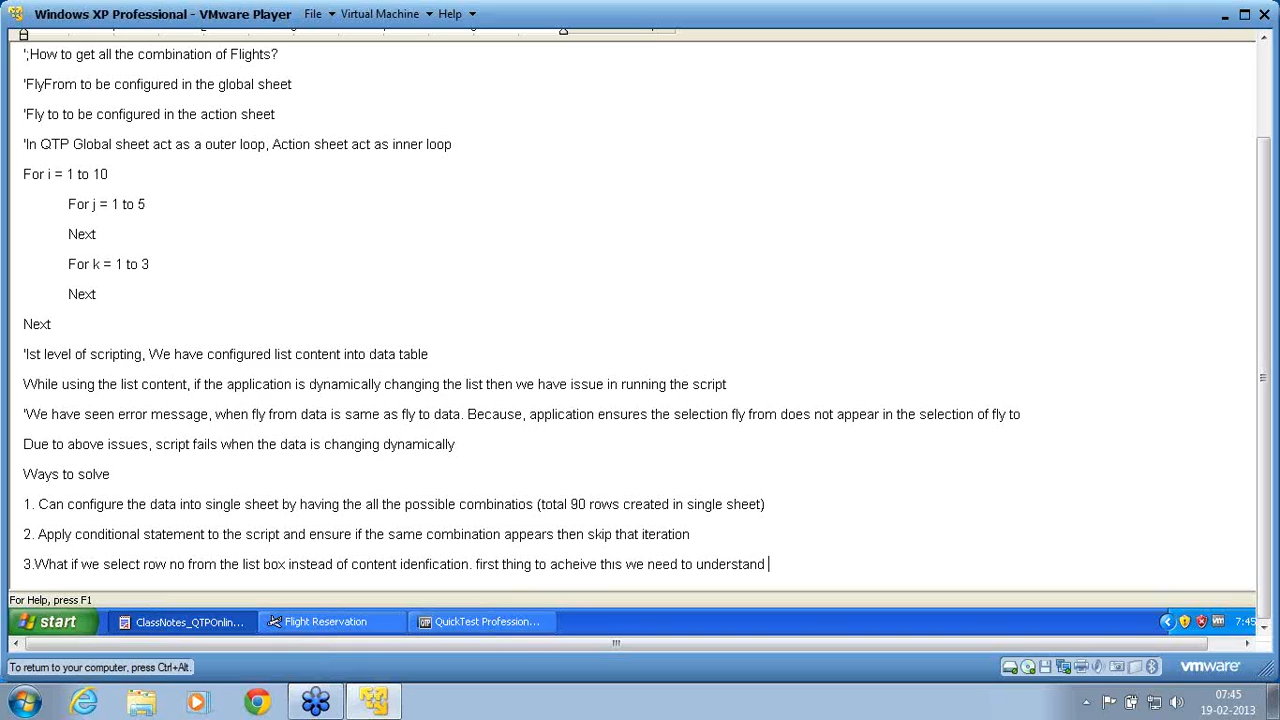 Windows XP Professional - VMware Player File Virtual Machine Help
';How to get all the combination of Flights?
'FlyFrom to be configured in the global sheet
'Fly to to be configured in the action sheet
'In QTP Global sheet act as a outer loop, Action sheet act as inner loop
For i = 1 to 10
For j = 1 to 5
Next
For k = 1 to 3
Next
Next
'Ist level of scripting, We have configured list content into data table
While using the list content, if the application is dynamically changing the list then we have issue in running the script
'We have seen error message, when fly from data is same as fly to data. Because, application ensures the selection fly from does not appear in the selection of fly to
Due to above issues, script fails when the data is changing dynamically
Ways to solve
1. Can configure the data into single sheet by having the all the possible combinatios (total 90 rows created in single sheet)
2. Apply conditional statement to the script and ensure if the same combination appears then skip that iteration
3.What if we select row no from the list box instead of content idenfication. first thing to acheive this we need to understand
For Help, press F1
start ClassNotes_QTPOnlin... Flight Reservation QuickTest Profession... 7:45
To return to your computer, press Ctrl+Alt. vmware
07:45
19-02-2013